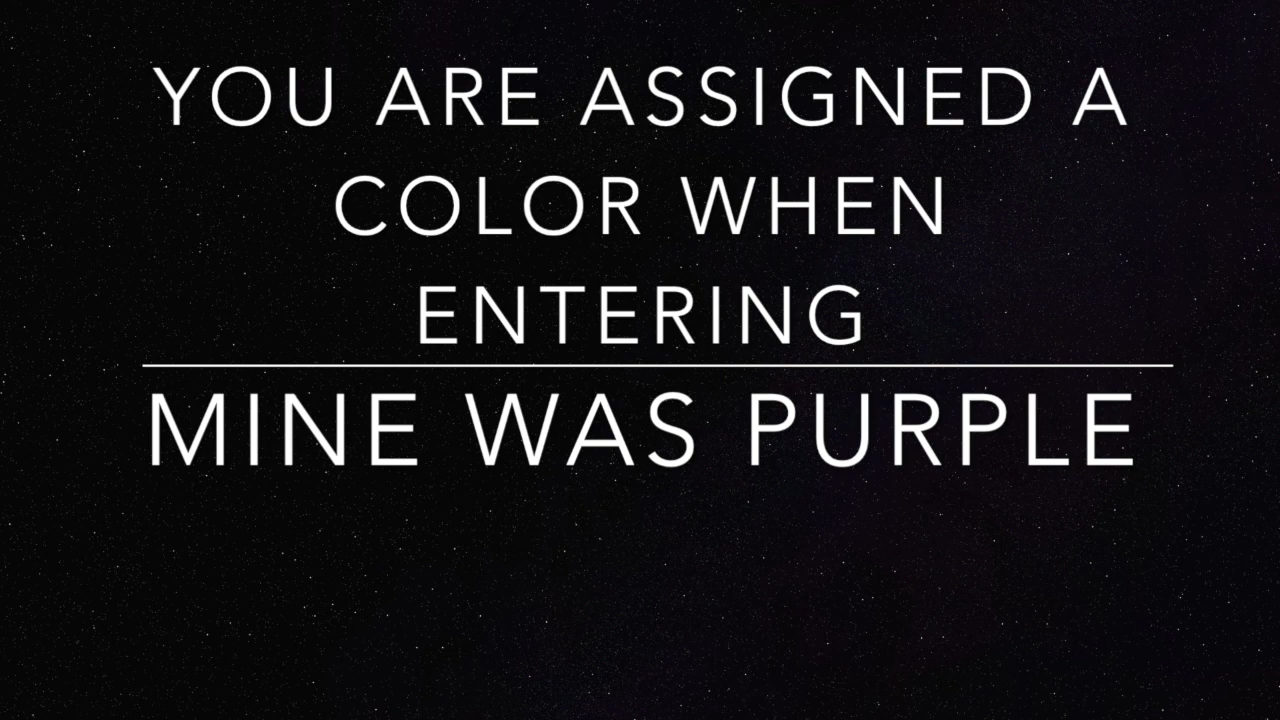 YOU ARE ASSIGNED A
COLOR WHEN
ENTERING
MINE WAS PURPLE